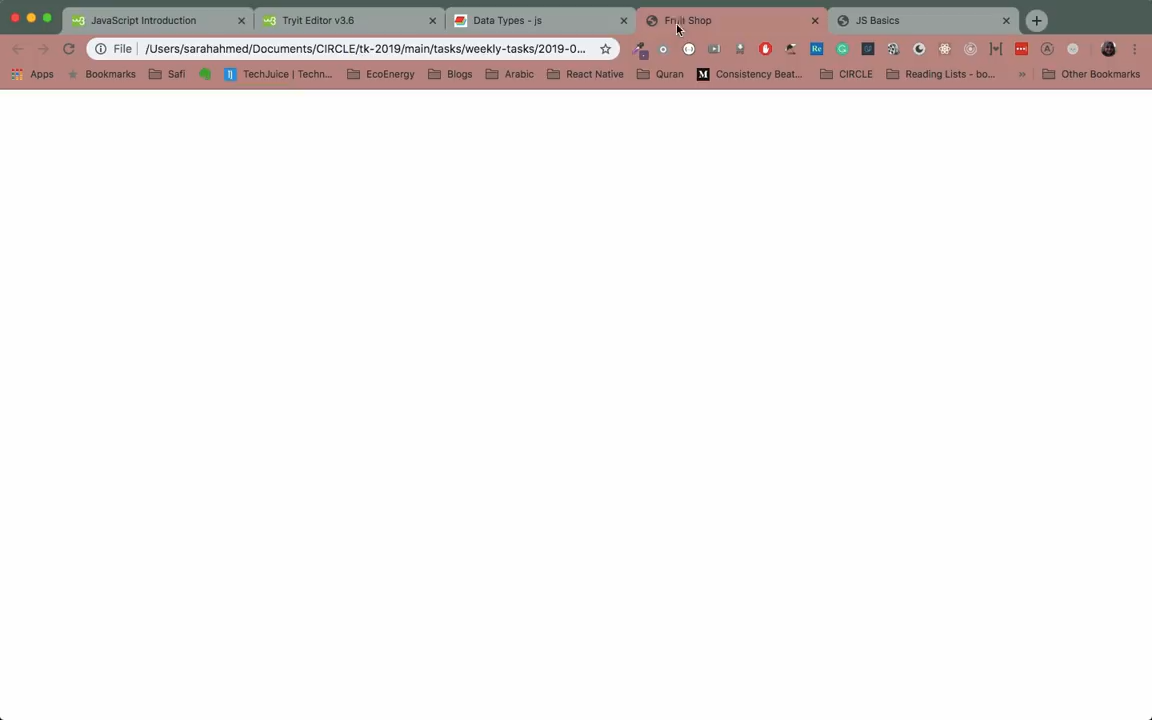 JavaScript Introduction
Tryit Editor v3.6
Data Types - js
Fruit Shop
JS Basics
File /Users/sarahahmed/Documents/CIRCLE/tk-2019/main/tasks/weekly-tasks/2019-0...
Apps Bookmarks Safi TechJuice | Techn... EcoEnergy Blogs Arabic React Native Quran Consistency Beat... CIRCLE Reading Lists - bo... » Other Bookmarks